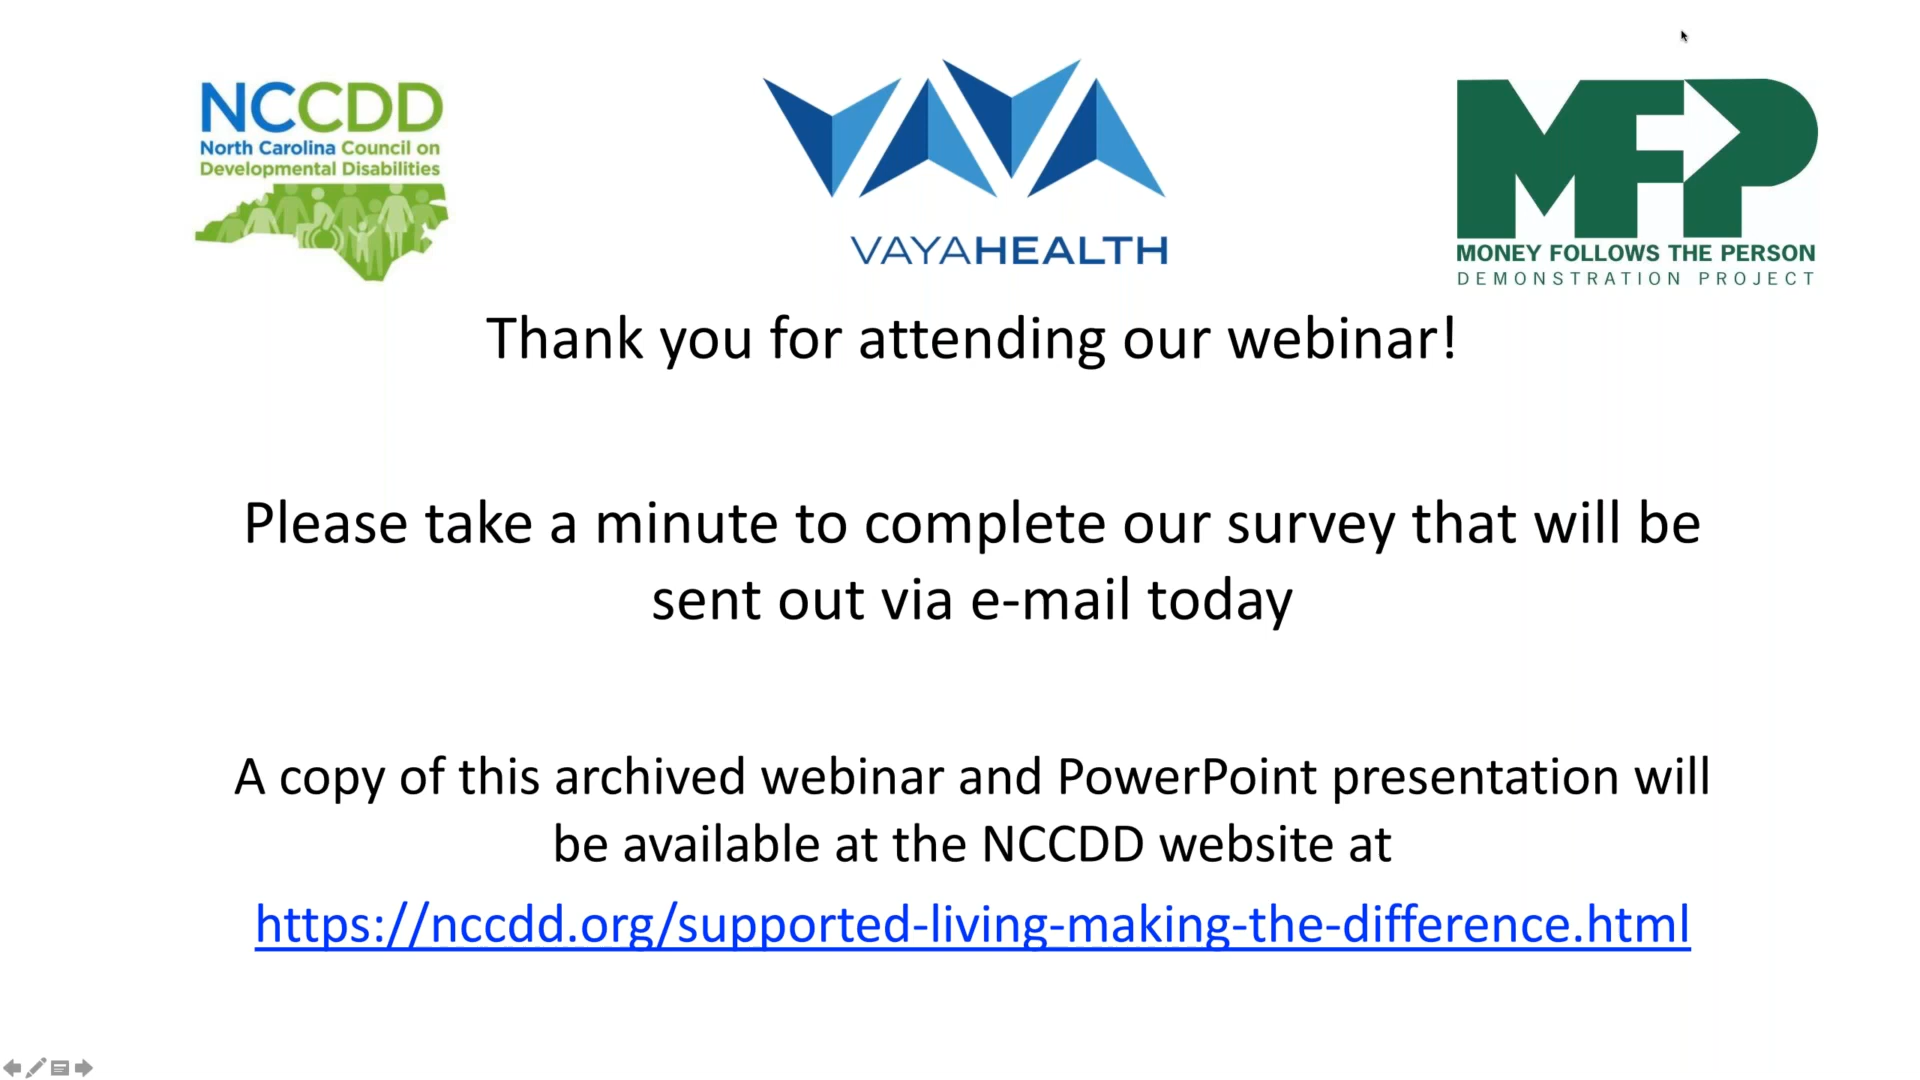 NCCDD
North Carolina Council on
Developmental Disabilities
VAYA
VAYAHEALTH
MFP
MONEY FOLLOWS THE PERSON
DEMONSTRATION PROJECT
Thank you for attending our webinar!
Please take a minute to complete our survey that will be
sent out via e-mail today
A copy of this archived webinar and PowerPoint presentation will
be available at the NCCDD website at
https://nccdd.org/supported-living-making-the-difference.html